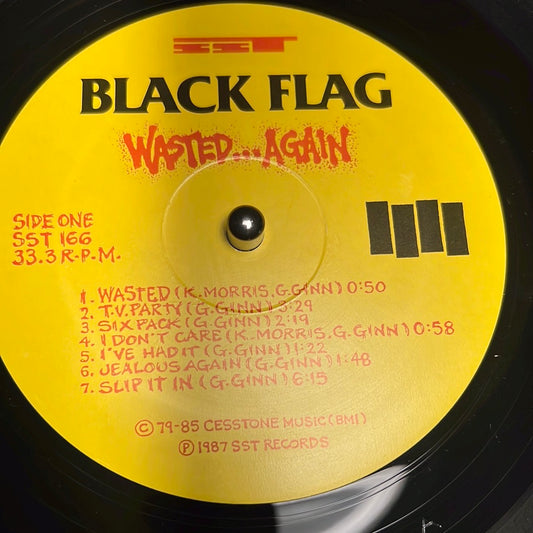 SST
BLACK FLAG
WASTED...AGAIN
SIDE ONE
SST 166
33.3 R.P.M.
1. WASTED (K. MORRIS, G. GINN) 0:50
2. T.V. PARTY (G. GINN) 3:29
3. SIX PACK (G. GINN) 2:19
4. I DON'T CARE (K. MORRIS, G. GINN) 0:58
5. I'VE HAD IT (G. GINN) 1:22
6. JEALOUS AGAIN (G. GINN) 1:48
7. SLIP IT IN (G. GINN) 6:15
© 79-85 CESSTONE MUSIC (BMI)
℗ 1987 SST RECORDS